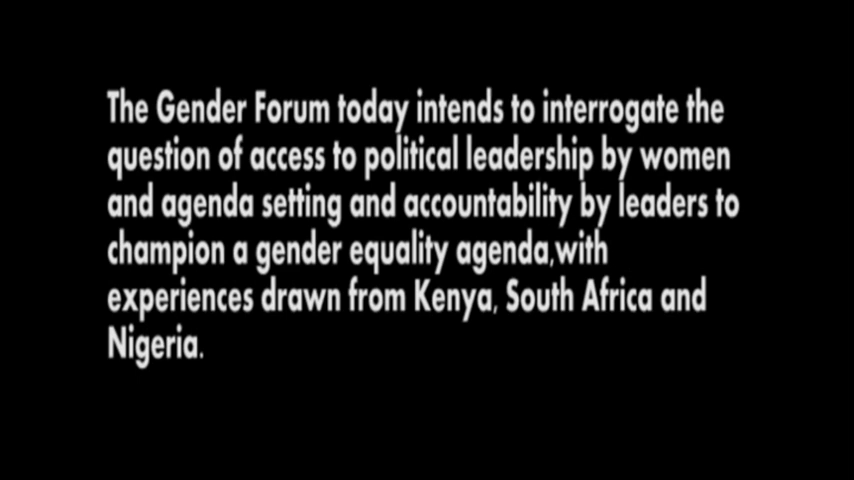 The Gender Forum today intends to interrogate the
question of access to political leadership by women
and agenda setting and accountability by leaders to
champion a gender equality agenda,with
experiences drawn from Kenya, South Africa and
Nigeria.